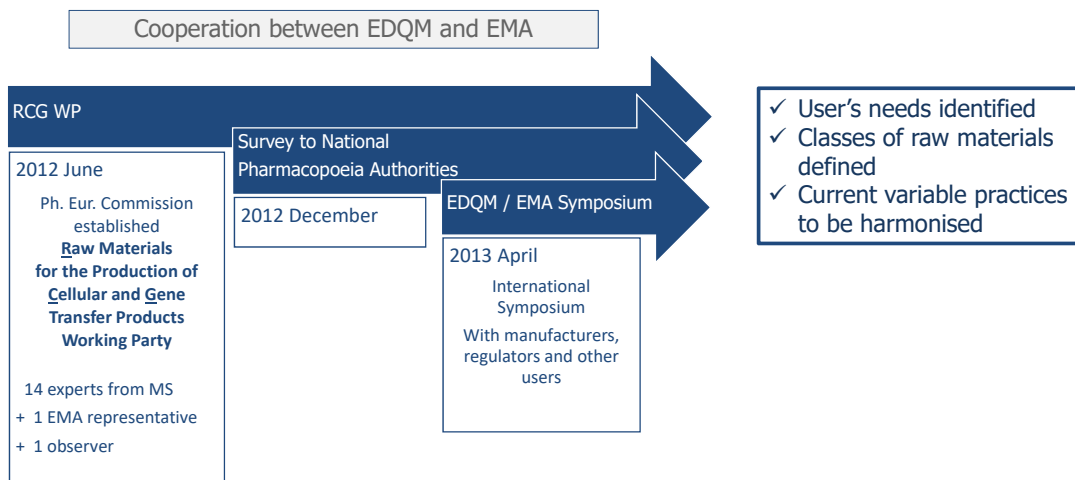 Cooperation between EDQM and EMA
RCG WP
2012 June
Ph. Eur. Commission
established
Raw Materials
for the Production of
Cellular and Gene
Transfer Products
Working Party
14 experts from MS
+ 1 EMA representative
+ 1 observer
Survey to National
Pharmacopoeia Authorities
2012 December
EDQM / EMA Symposium
2013 April
International
Symposium
With manufacturers,
regulators and other
users
✓ User's needs identified
✓ Classes of raw materials
defined
✓ Current variable practices
to be harmonised